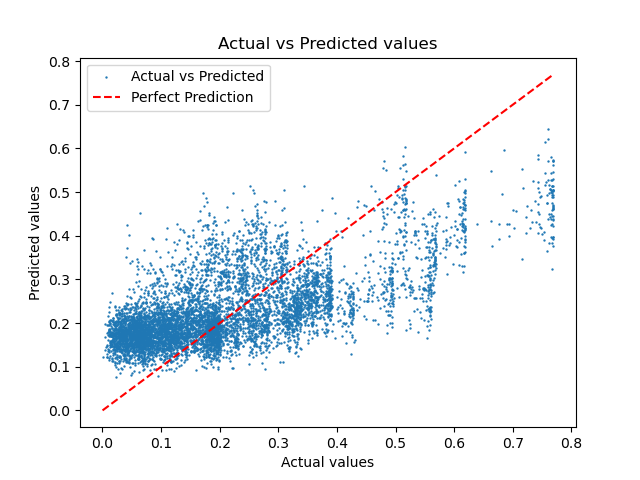 Actual vs Predicted values
Actual vs Predicted
Perfect Prediction
Predicted values
0.8
0.7
0.6
0.5
0.4
0.3
0.2
0.1
0.0
0.0 0.1 0.2 0.3 0.4 0.5 0.6 0.7 0.8
Actual values